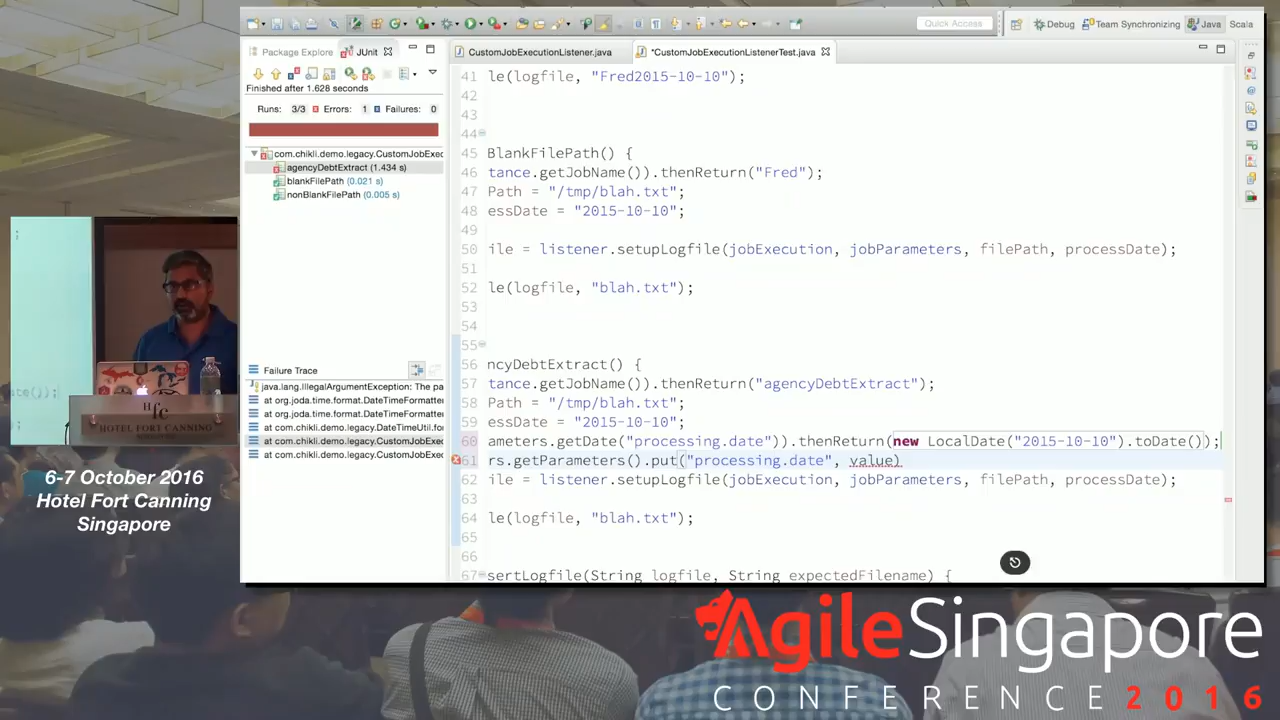 Quick Access
Debug
Team Synchronizing
Java
Scala
Package Explorer
JUnit
CustomJobExecutionListener.java
*CustomJobExecutionListenerTest.java
Finished after 1.628 seconds
Runs: 3/3
Errors: 1
Failures: 0
com.chikli.demo.legacy.CustomJobExec
agencyDebtExtract (1.434 s)
blankFilePath (0.021 s)
nonBlankFilePath (0.005 s)
Failure Trace
java.lang.IllegalArgumentException: The pa
at org.joda.time.format.DateTimeFormatter
at org.joda.time.format.DateTimeFormatter
at com.chikli.demo.legacy.DateTimeUtil.for
at com.chikli.demo.legacy.CustomJobExec
at com.chikli.demo.legacy.CustomJobExec
41 le(logfile, "Fred2015-10-10");
42
43
44
45 BlankFilePath() {
46 tance.getJobName()).thenReturn("Fred");
47 Path = "/tmp/blah.txt";
48 essDate = "2015-10-10";
49
50 ile = listener.setupLogfile(jobExecution, jobParameters, filePath, processDate);
51
52 le(logfile, "blah.txt");
53
54
55
56 ncyDebtExtract() {
57 tance.getJobName()).thenReturn("agencyDebtExtract");
58 Path = "/tmp/blah.txt";
59 essDate = "2015-10-10";
60 ameters.getDate("processing.date")).thenReturn(new LocalDate("2015-10-10").toDate());
61 rs.getParameters().put("processing.date", value)
62 ile = listener.setupLogfile(jobExecution, jobParameters, filePath, processDate);
63
64 le(logfile, "blah.txt");
65
66
67 sertLogfile(String logfile, String expectedFilename) {
ate());
HOTEL FORT CANNING
6-7 October 2016
Hotel Fort Canning
Singapore
AgileSingapore
CONFERENCE 2016